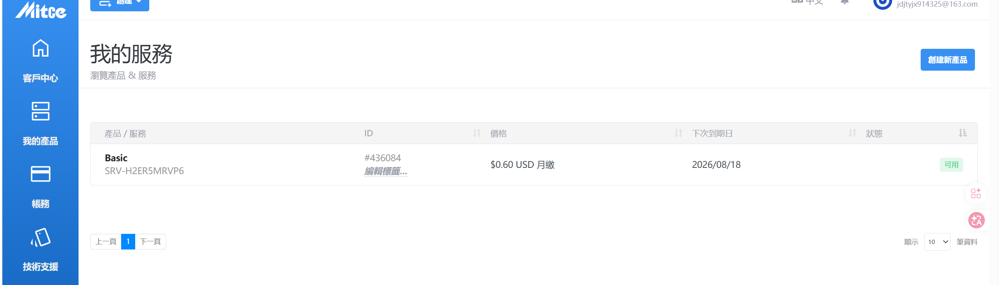 Mitce
創建
中文
jdjtyjx914325@163.com
客戶中心
我的產品
帳務
技術支援
我的服務
瀏覽產品 & 服務
創建新產品
產品 / 服務 ID 價格 下次到期日 狀態
Basic
SRV-H2ER5MRVP6
#436084
編輯標籤...
$0.60 USD 月繳
2026/08/18
可用
上一頁 1 下一頁
顯示 10 筆資料